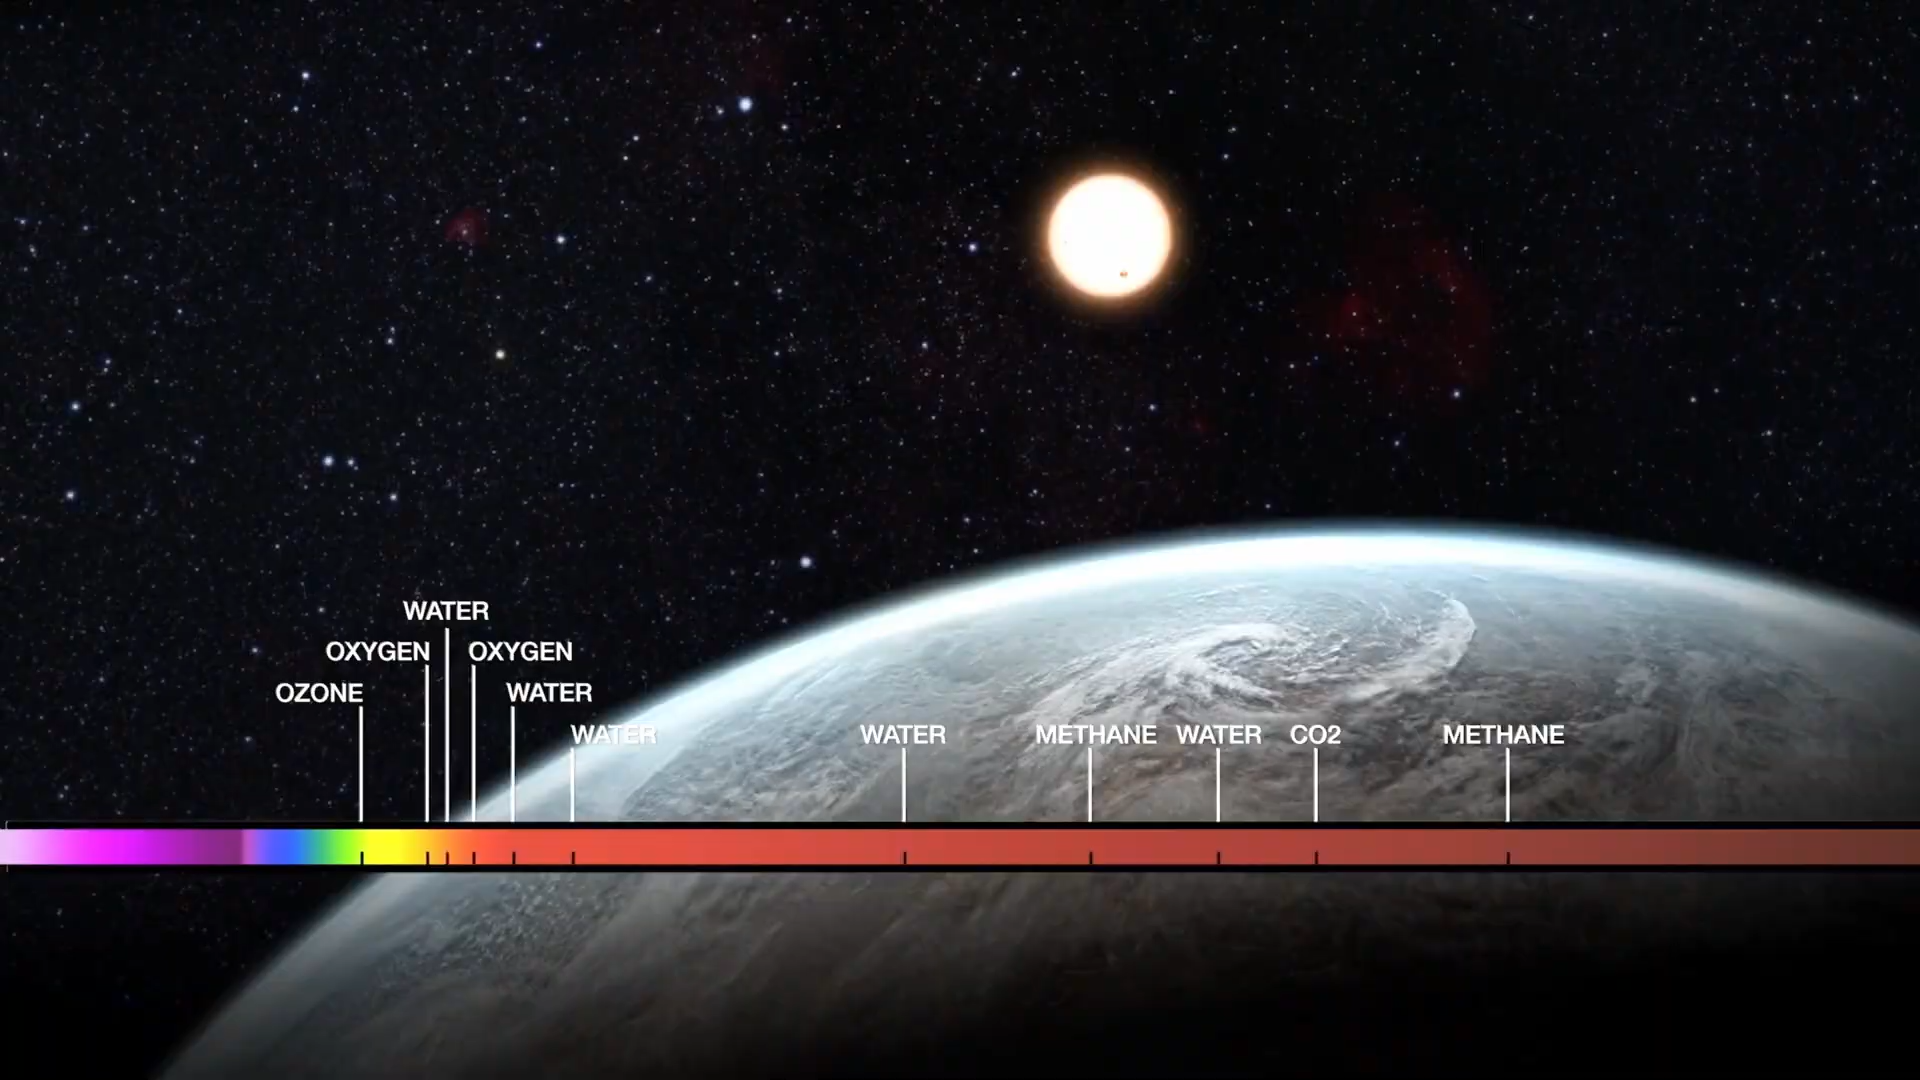 WATER
OXYGEN OXYGEN
OZONE WATER
WATER WATER METHANE WATER CO2 METHANE